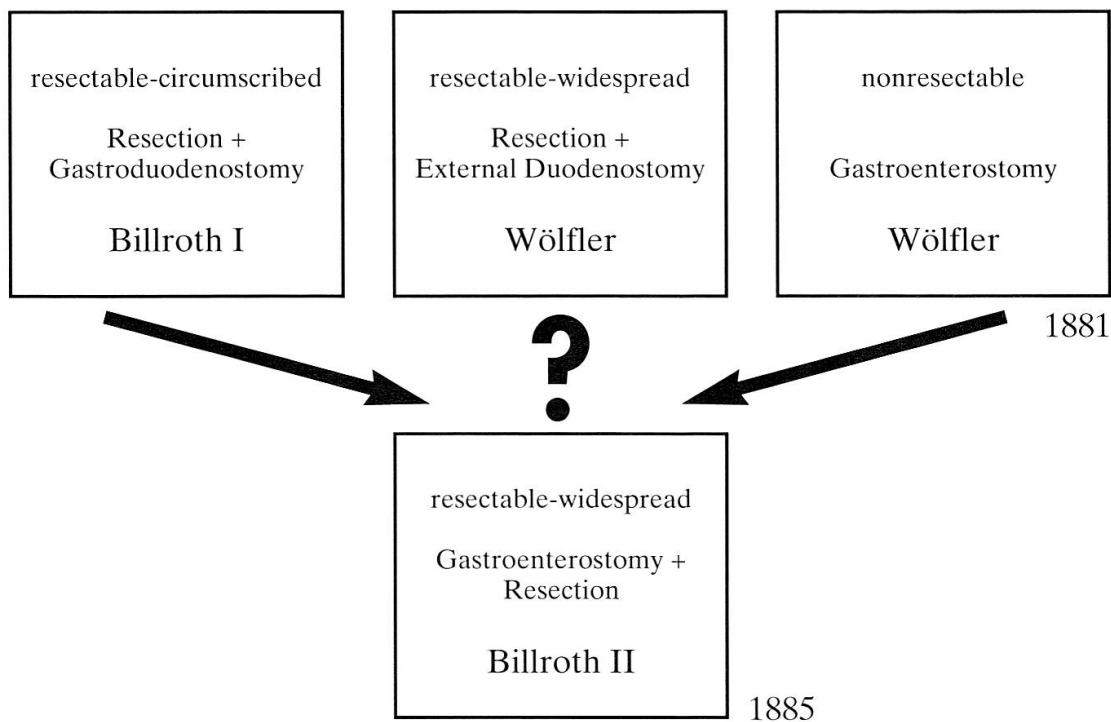 resectable-circumscribed
Resection +
Gastroduodenostomy
Billroth I
resectable-widespread
Resection +
External Duodenostomy
Wölfler
nonresectable
Gastroenterostomy
Wölfler
1881
?
resectable-widespread
Gastroenterostomy +
Resection
Billroth II
1885